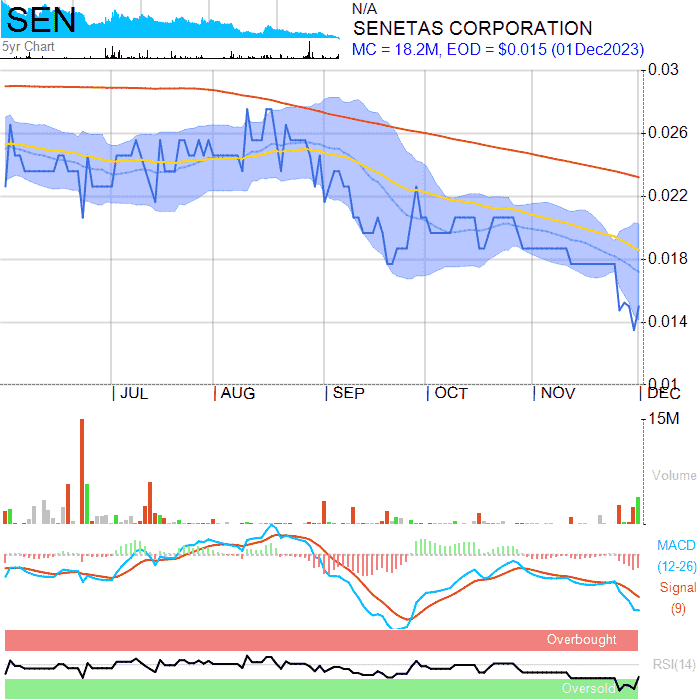 SEN
5yr Chart
N/A
SENETAS CORPORATION
MC = 18.2M, EOD = $0.015 (01Dec2023)
0.03
0.026
0.022
0.018
0.014
0.01
JUL AUG SEP OCT NOV DEC
15M
Volume
MACD
(12-26)
Signal
(9)
Overbought
RSI(14)
Oversold